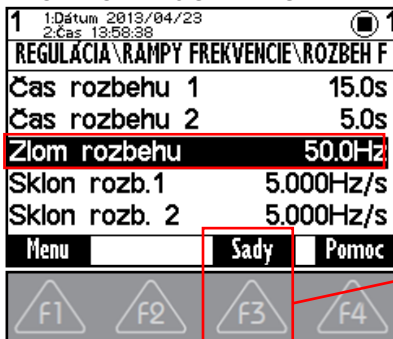 1 1:Dátum 2013/04/23 1
2:Čas 13:58:38
REGULÁCIA\RAMPY FREKVENCIE\ROZBEH F
Čas rozbehu 1 15.0s
Čas rozbehu 2 5.0s
Zlom rozbehu 50.0Hz
Sklon rozb.1 5.000Hz/s
Sklon rozb. 2 5.000Hz/s
Menu Sady Pomoc
F1 F2 F3 F4